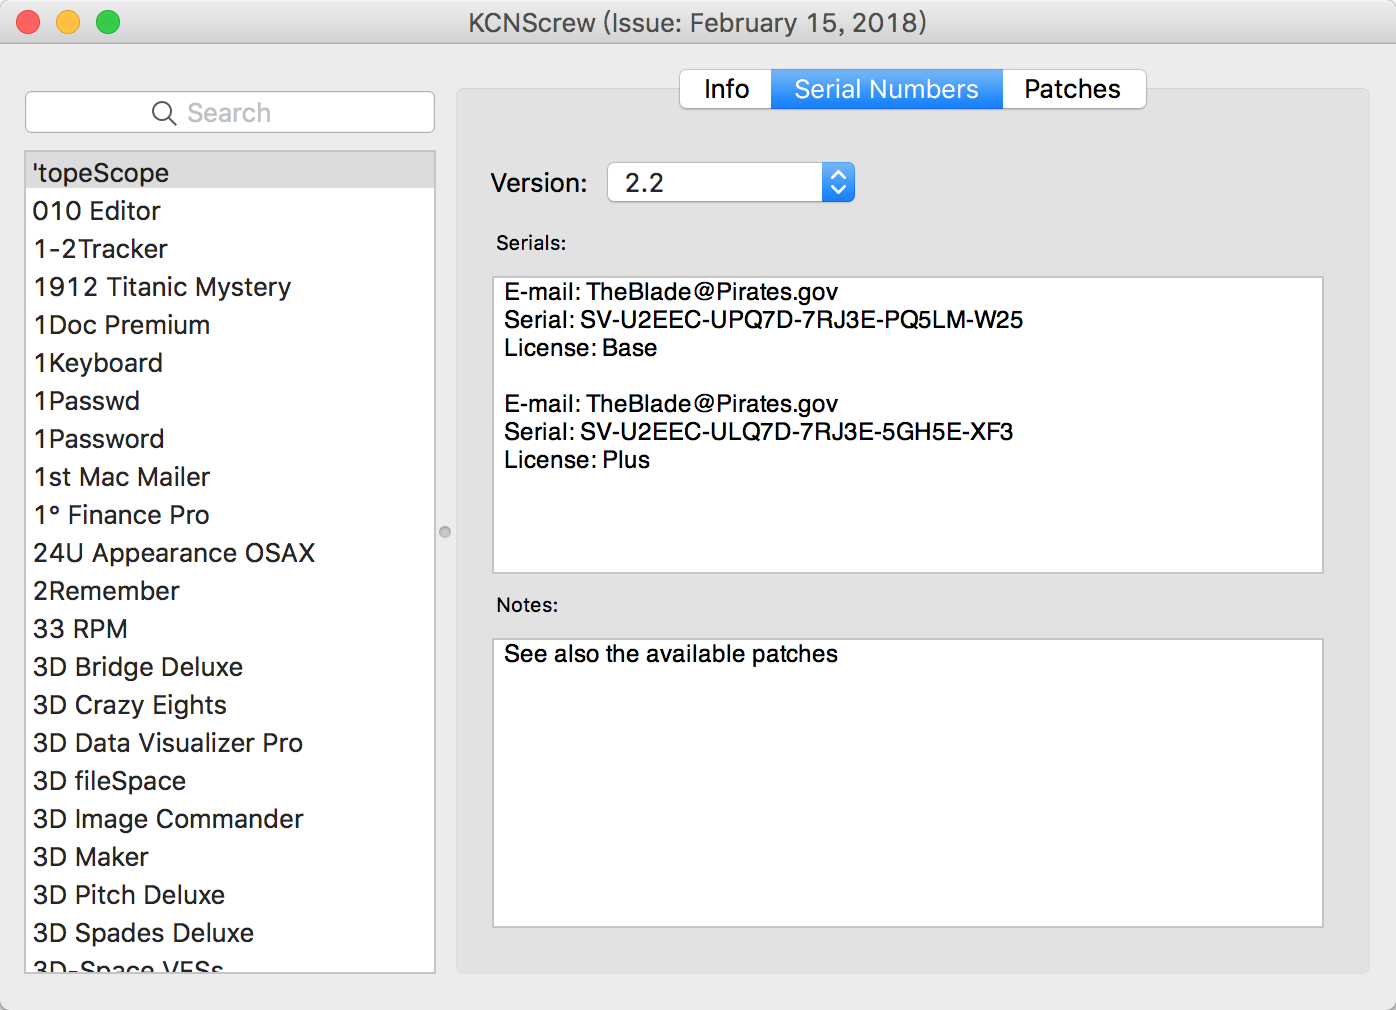 KCNScrew (Issue: February 15, 2018)
Info
Serial Numbers
Patches
Search
'topeScope
010 Editor
1-2Tracker
1912 Titanic Mystery
1Doc Premium
1Keyboard
1Passwd
1Password
1st Mac Mailer
1° Finance Pro
24U Appearance OSAX
2Remember
33 RPM
3D Bridge Deluxe
3D Crazy Eights
3D Data Visualizer Pro
3D fileSpace
3D Image Commander
3D Maker
3D Pitch Deluxe
3D Spades Deluxe
3D-Space
Version: 2.2
Serials:
E-mail: TheBlade@Pirates.gov
Serial: SV-U2EEC-UPQ7D-7RJ3E-PQ5LM-W25
License: Base
E-mail: TheBlade@Pirates.gov
Serial: SV-U2EEC-ULQ7D-7RJ3E-5GH5E-XF3
License: Plus
Notes:
See also the available patches